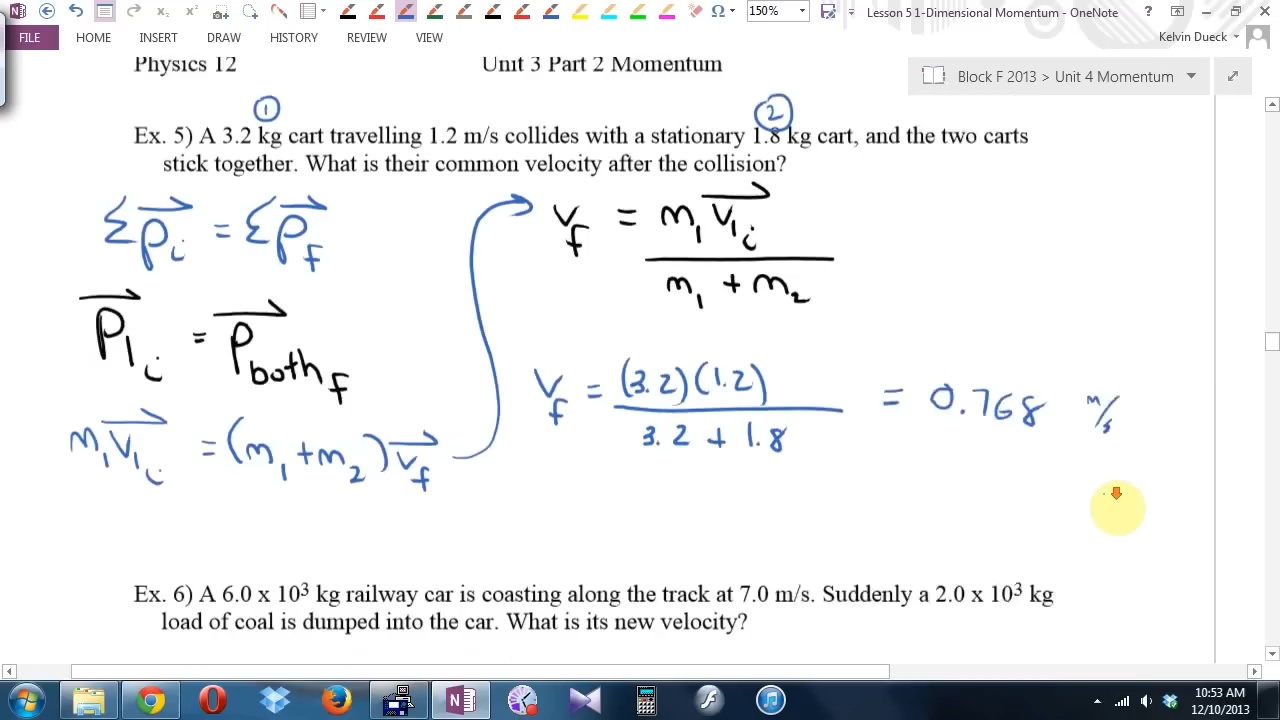 150%
Lesson 5 1-Dimensional Momentum - OneNote
FILE HOME INSERT DRAW HISTORY REVIEW VIEW
Kelvin Dueck
Physics 12 Unit 3 Part 2 Momentum
Block F 2013 > Unit 4 Momentum
① ②
Ex. 5) A 3.2 kg cart travelling 1.2 m/s collides with a stationary 1.8 kg cart, and the two carts
stick together. What is their common velocity after the collision?
Σp⃗ᵢ = Σp⃗_f
P⃗₁ᵢ = P⃗_both f
m₁v⃗₁ᵢ = (m₁ + m₂) v⃗_f
v_f = m₁v⃗₁ᵢ / (m₁ + m₂)
v_f = (3.2)(1.2) / 3.2 + 1.8 = 0.768 m/s
Ex. 6) A 6.0 x 10³ kg railway car is coasting along the track at 7.0 m/s. Suddenly a 2.0 x 10³ kg
load of coal is dumped into the car. What is its new velocity?
10:53 AM
12/10/2013